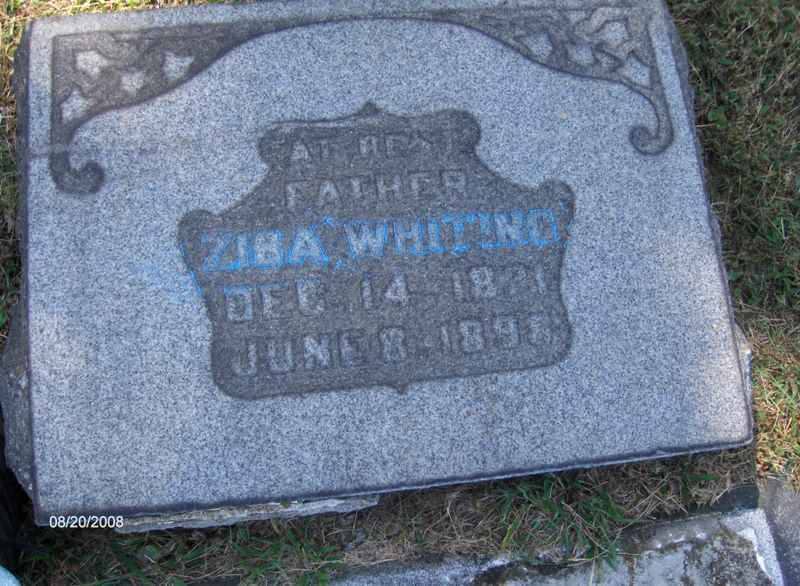 AT REST
FATHER
ZIBA WHITING
DEC. 14
JUNE 8
08/20/2008